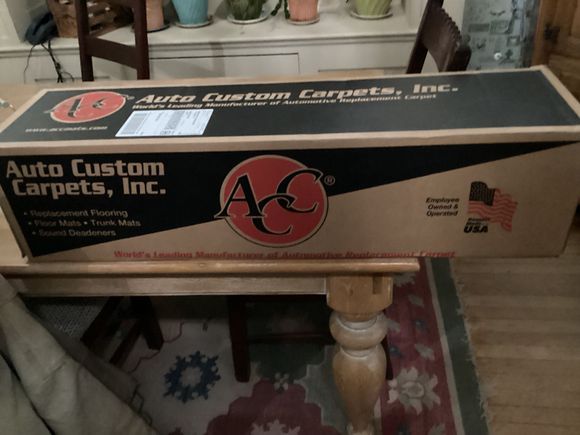 ACC
Auto Custom Carpets, Inc.
World's Leading Manufacturer of Automotive Replacement Carpet
www.accmats.com
Auto Custom
Carpets, Inc.
• Replacement Flooring
• Floor Mats • Trunk Mats
• Sound Deadeners
ACC®
Employee
Owned &
Operated
USA
World's Leading Manufacturer of Automotive Replacement Carpet